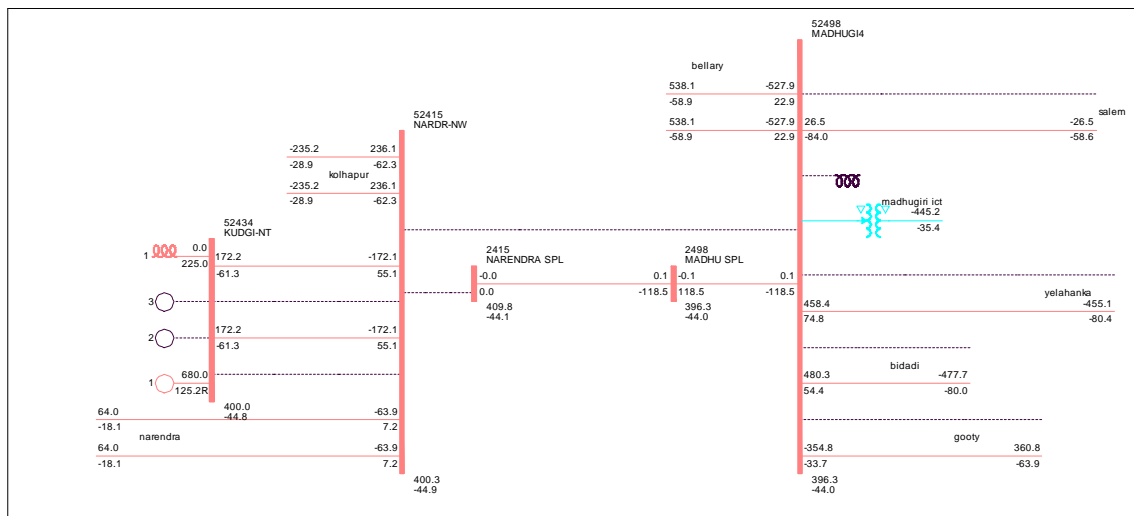 52498
MADHUGI4
bellary
538.1 -527.9
-58.9 22.9
salem
538.1 -527.9 26.5 -26.5
-58.9 22.9 -84.0 -58.6
52415
NARDR-NW
-235.2 236.1
-28.9 -62.3
kolhapur
-235.2 236.1
-28.9 -62.3
madhugiri ict
-445.2
-35.4
52434
KUDGI-NT
1 0.0
225.0
172.2 -172.1
-61.3 55.1
3
2
172.2 -172.1
-61.3 55.1
1 680.0
125.2R
400.0
-44.8
2415
NARENDRA SPL
-0.0 0.1
0.0 -118.5
409.8
-44.1
2498
MADHU SPL
-0.1 0.1
118.5 -118.5
396.3
-44.0
yelahanka
458.4 -455.1
74.8 -80.4
bidadi
480.3 -477.7
54.4 -80.0
64.0 -63.9
-18.1 7.2
narendra
64.0 -63.9
-18.1 7.2
400.3
-44.9
gooty
-354.8 360.8
-33.7 -63.9
396.3
-44.0